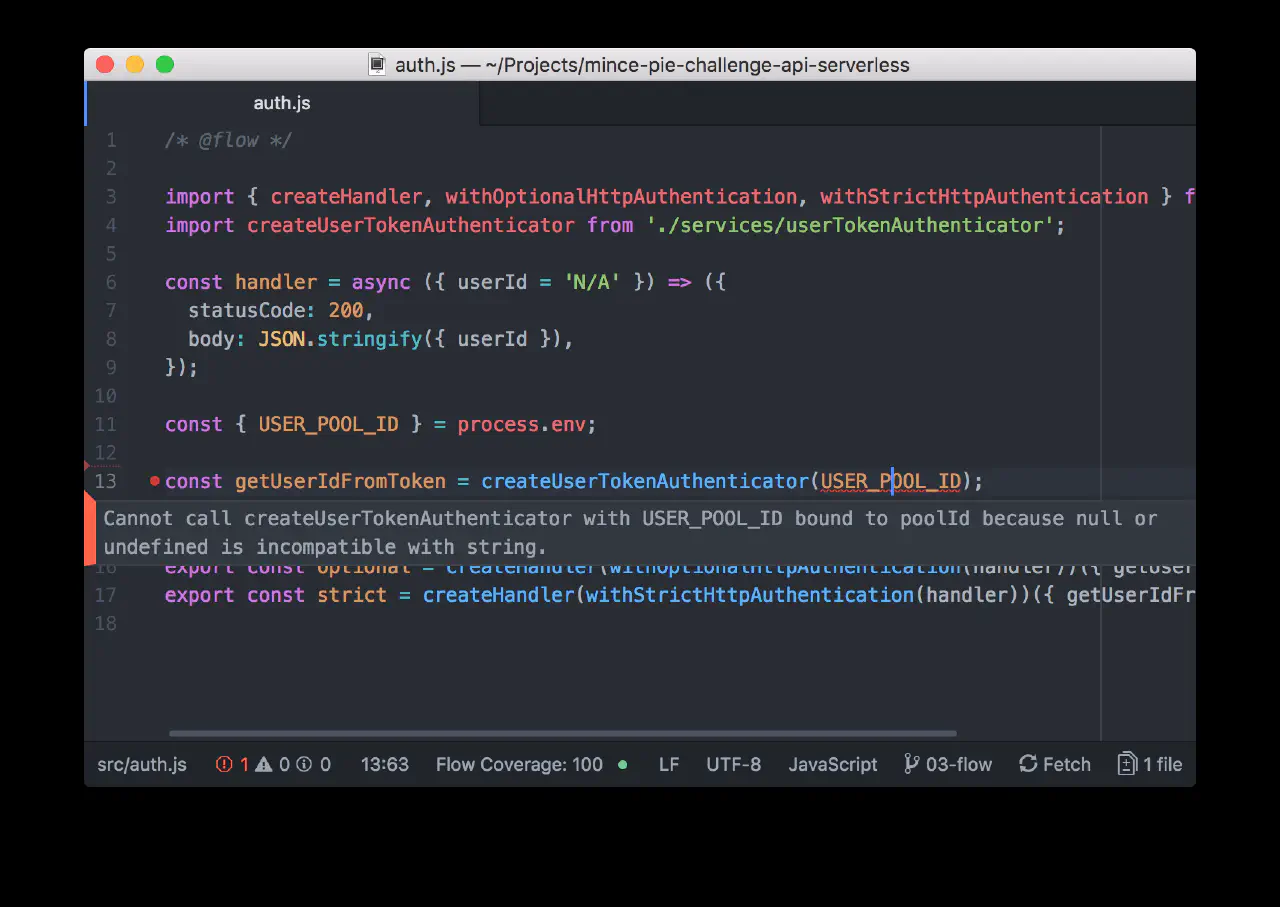 auth.js — ~/Projects/mince-pie-challenge-api-serverless
auth.js
1 /* @flow */
2
3 import { createHandler, withOptionalHttpAuthentication, withStrictHttpAuthentication } f
4 import createUserTokenAuthenticator from './services/userTokenAuthenticator';
5
6 const handler = async ({ userId = 'N/A' }) => ({
7 statusCode: 200,
8 body: JSON.stringify({ userId }),
9 });
10
11 const { USER_POOL_ID } = process.env;
12
13 const getUserIdFromToken = createUserTokenAuthenticator(USER_POOL_ID);
Cannot call createUserTokenAuthenticator with USER_POOL_ID bound to poolId because null or
undefined is incompatible with string.
16 export const optional = createHandler(withOptionalHttpAuthentication(handler))({ getUser
17 export const strict = createHandler(withStrictHttpAuthentication(handler))({ getUserIdFr
18
src/auth.js 1 0 0 13:63 Flow Coverage: 100 LF UTF-8 JavaScript 03-flow Fetch 1 file